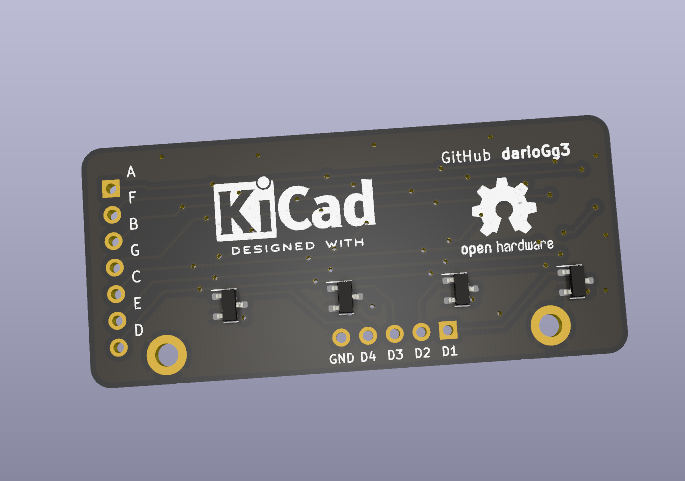 GitHub darioGg3
A
F
B
G
C
E
D
KiCad
DESIGNED WITH
open hardware
GND D4 D3 D2 D1